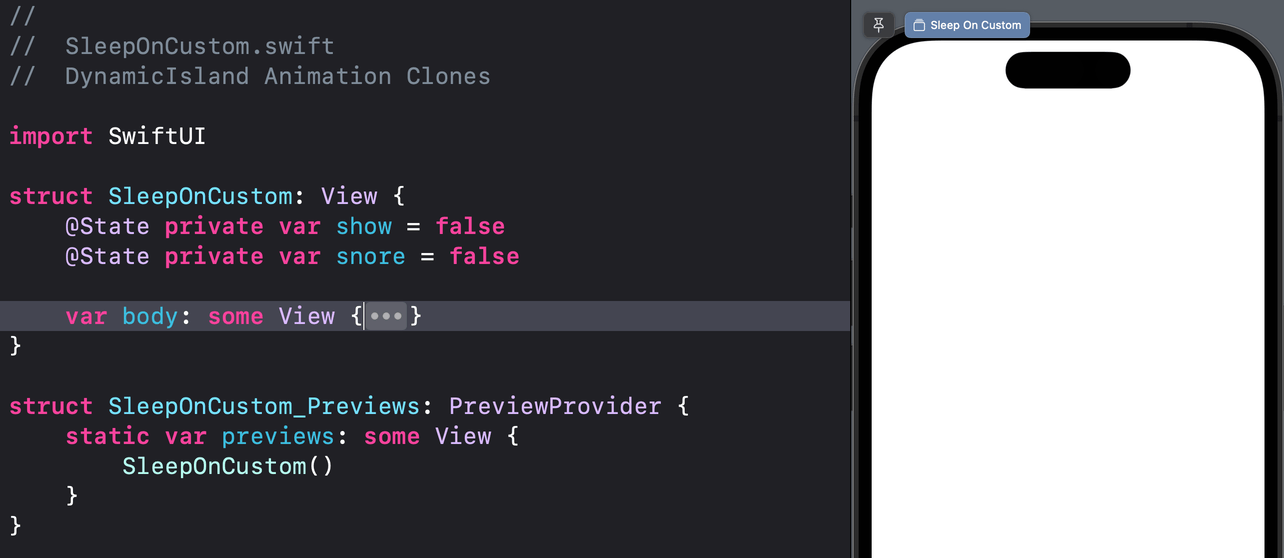 //
//  SleepOnCustom.swift
//  DynamicIsland Animation Clones
import SwiftUI
struct SleepOnCustom: View {
@State private var show = false
@State private var snore = false
var body: some View {•••}
}
struct SleepOnCustom_Previews: PreviewProvider {
static var previews: some View {
SleepOnCustom()
}
}
Sleep On Custom